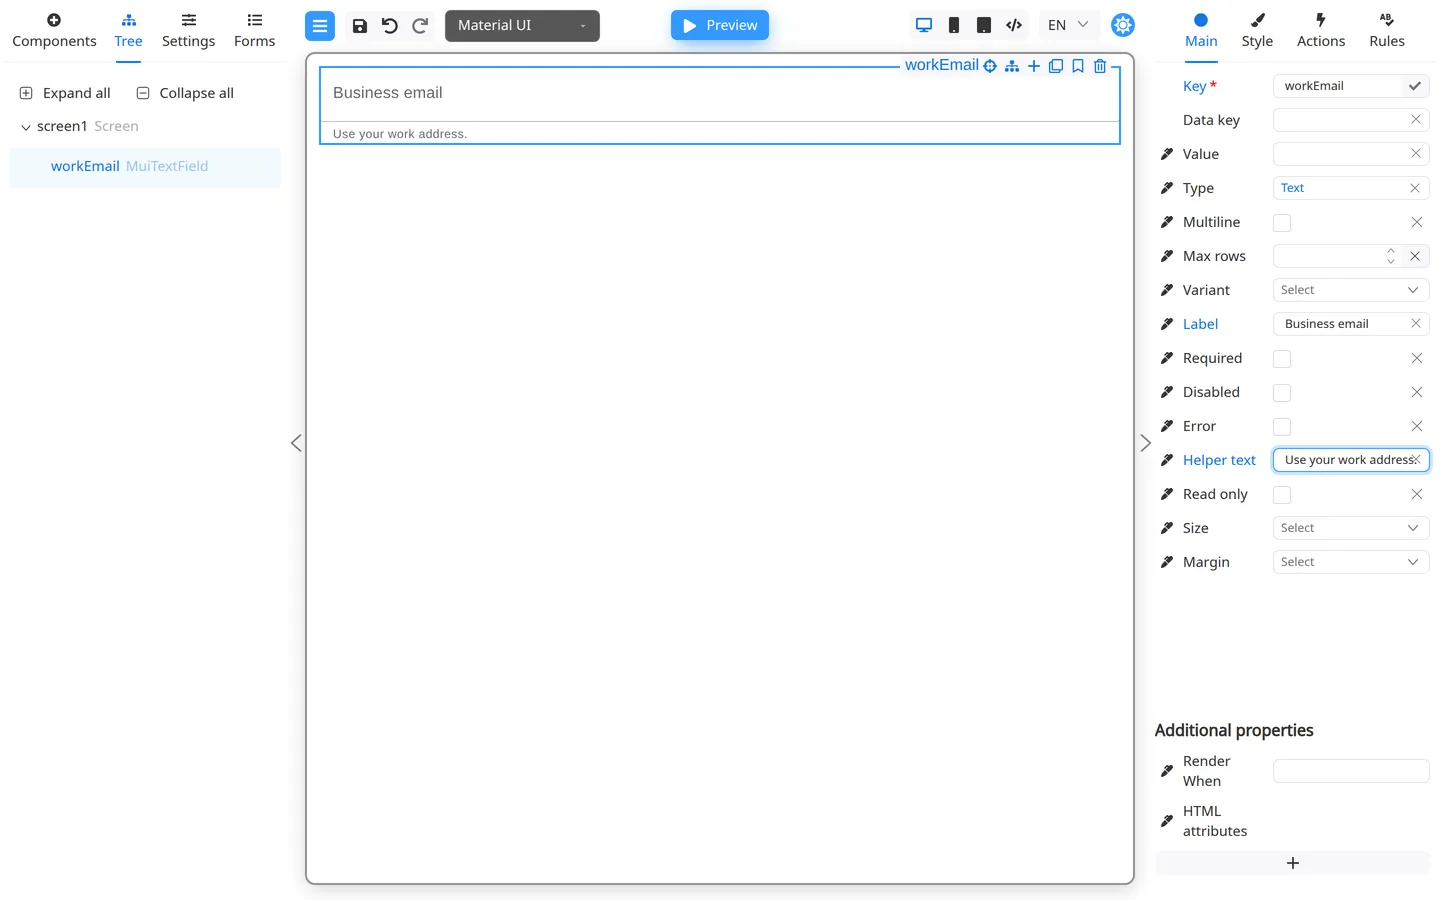 Components
Tree
Settings
Forms
Material UI
Preview
EN
Main
Style
Actions
Rules
Expand all
Collapse all
screen1 Screen
workEmail MuiTextField
workEmail
Business email
Use your work address.
Key *
workEmail
Data key
Value
Type
Text
Multiline
Max rows
Variant
Select
Label
Business email
Required
Disabled
Error
Helper text
Use your work address.
Read only
Size
Select
Margin
Select
Additional properties
Render
When
HTML
attributes